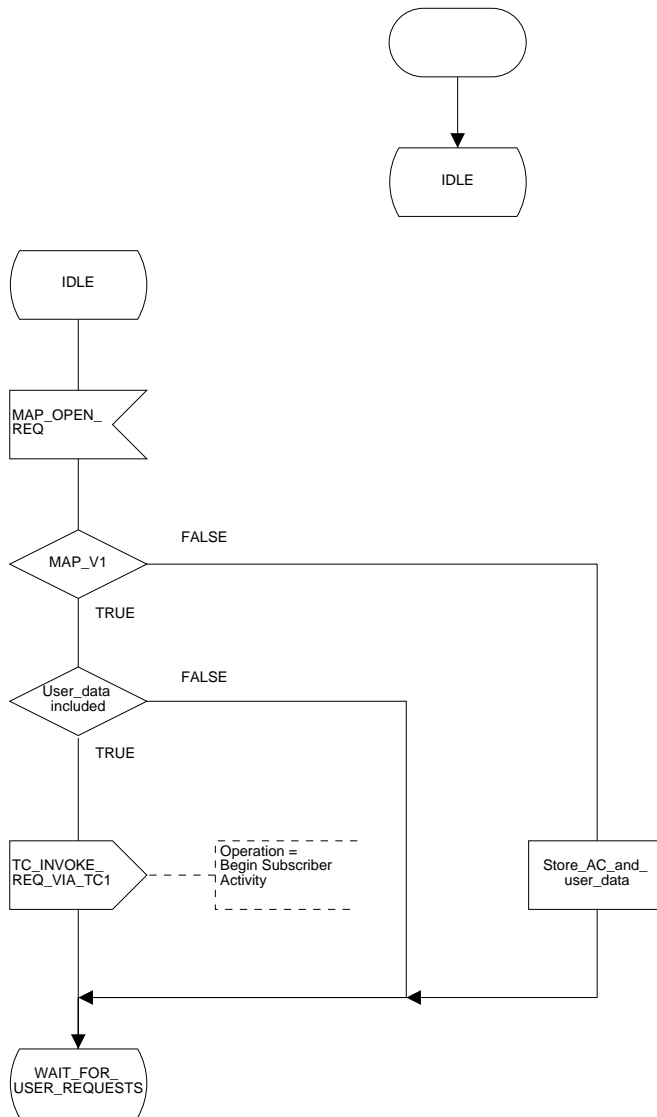 IDLE
IDLE
MAP_OPEN_
REQ
FALSE
MAP_V1
TRUE
FALSE
User_data
included
TRUE
TC_INVOKE_
REQ_VIA_TC1
Operation =
Begin Subscriber
Activity
Store_AC_and_
user_data
WAIT_FOR_
USER_REQUESTS